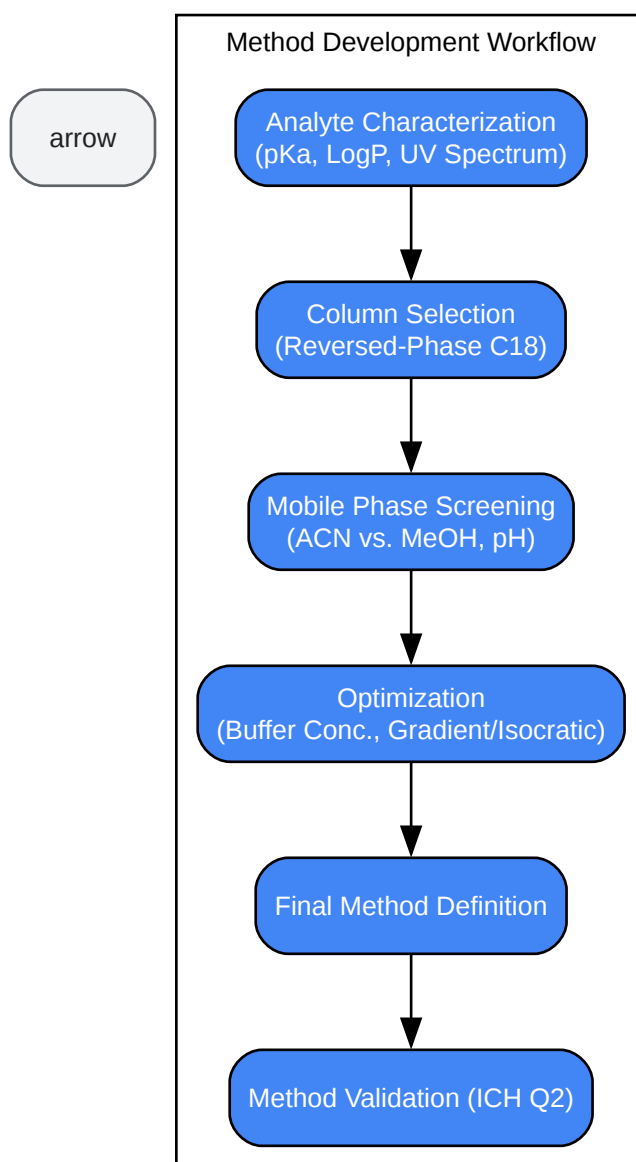 Method Development Workflow
arrow
Analyte Characterization
(pKa, LogP, UV Spectrum)
Column Selection
(Reversed-Phase C18)
Mobile Phase Screening
(ACN vs. MeOH, pH)
Optimization
(Buffer Conc., Gradient/Isocratic)
Final Method Definition
Method Validation (ICH Q2)